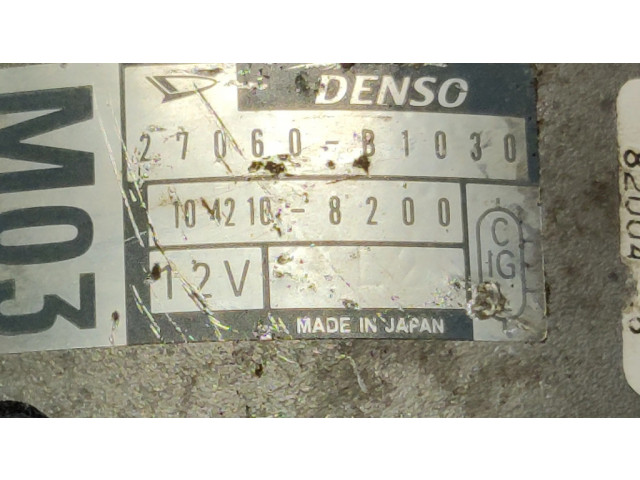 DENSO
27060-B1030
104210-8200
12V
MADE IN JAPAN
C
IG
M03